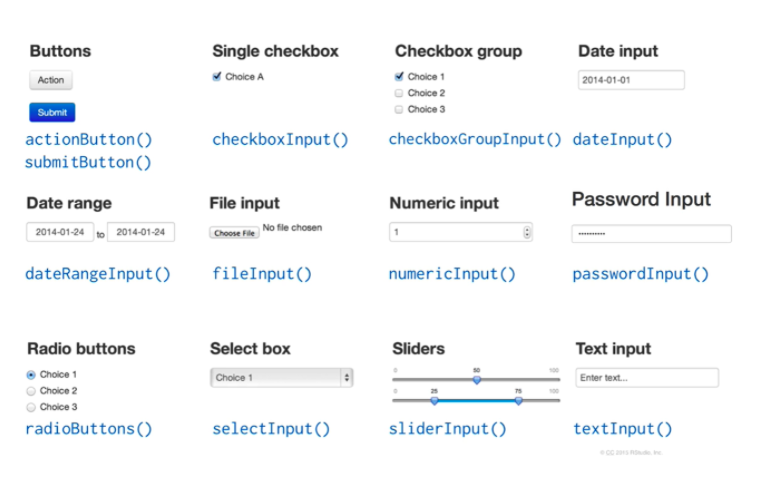 Buttons
Action
Submit
actionButton()
submitButton()
Single checkbox
Choice A
checkboxInput()
Checkbox group
Choice 1
Choice 2
Choice 3
checkboxGroupInput()
Date input
2014-01-01
dateInput()
Date range
2014-01-24 to 2014-01-24
dateRangeInput()
File input
Choose File No file chosen
fileInput()
Numeric input
1
numericInput()
Password Input
••••••••••
passwordInput()
Radio buttons
Choice 1
Choice 2
Choice 3
radioButtons()
Select box
Choice 1
selectInput()
Sliders
0 50 100
0 25 75 100
sliderInput()
Text input
Enter text...
textInput()
© CC 2015 RStudio, Inc.